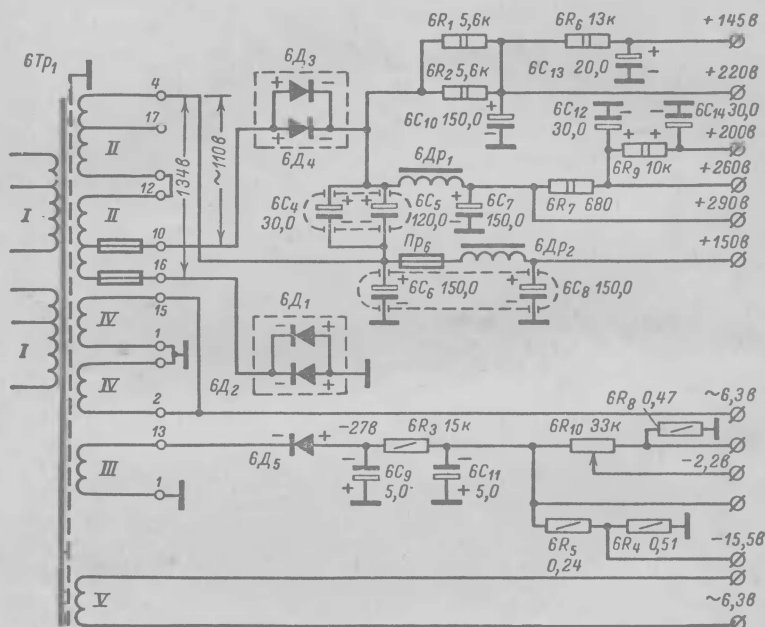 6R₁ 5,6к 6R₆ 13к +145в
6Тр₁ 6Д₃ 6R₂ 5,6к 6C₁₃ 20,0
+220в
4 6C₁₂ 30,0 6C₁₄ 30,0
17 6Д₄ 6C₁₀ 150,0
+200в
II 134в ~110в 6Др₁ 6R₉ 10к
12 +260в
I II 6C₄ 30,0 6C₅ 120,0 6C₇ 150,0 6R₇ 680
+290в
10 Пр₆ 6Др₂ +150в
16 6Д₁ 6C₆ 150,0 6C₈ 150,0
15
I IV
1
IV 6Д₂
2 ~6,3в
6R₈ 0,47
13 -27в 6R₃ 15к 6R₁₀ 33к
6Д₅ -2,2в
III 6C₉ 5,0 6C₁₁ 5,0
1
6R₅ 0,24 6R₄ 0,51
-15,5в
V ~6,3в